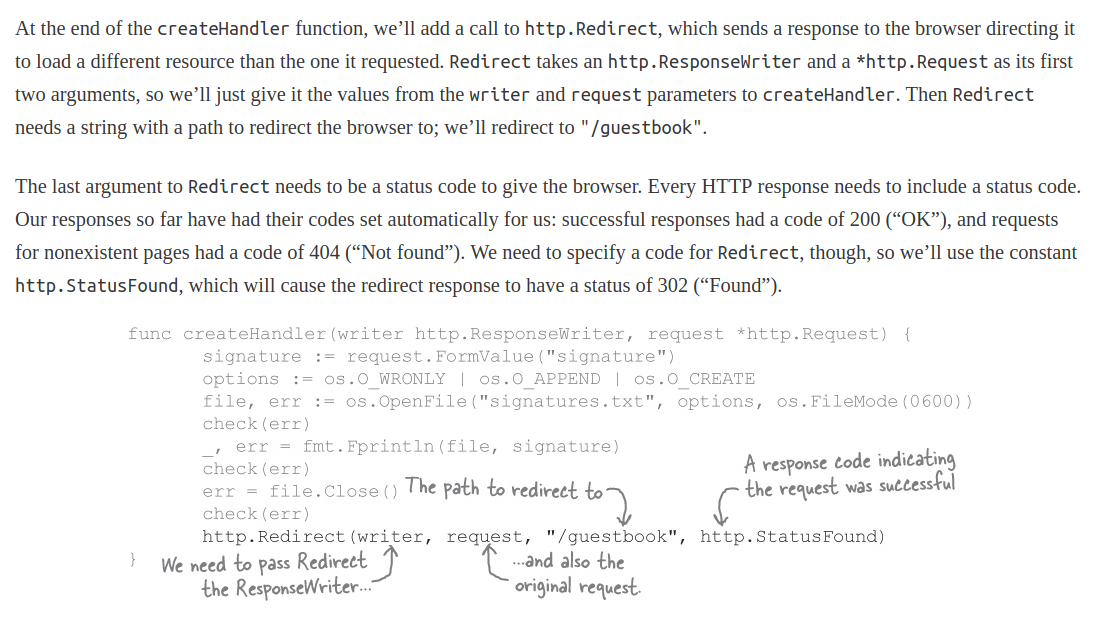 At the end of the createHandler function, we’ll add a call to http.Redirect, which sends a response to the browser directing it
to load a different resource than the one it requested. Redirect takes an http.ResponseWriter and a *http.Request as its first
two arguments, so we’ll just give it the values from the writer and request parameters to createHandler. Then Redirect
needs a string with a path to redirect the browser to; we’ll redirect to "/guestbook".
The last argument to Redirect needs to be a status code to give the browser. Every HTTP response needs to include a status code.
Our responses so far have had their codes set automatically for us: successful responses had a code of 200 (“OK”), and requests
for nonexistent pages had a code of 404 (“Not found”). We need to specify a code for Redirect, though, so we’ll use the constant
http.StatusFound, which will cause the redirect response to have a status of 302 (“Found”).
func createHandler(writer http.ResponseWriter, request *http.Request) {
signature := request.FormValue("signature")
options := os.O_WRONLY | os.O_APPEND | os.O_CREATE
file, err := os.OpenFile("signatures.txt", options, os.FileMode(0600))
check(err)
_, err = fmt.Fprintln(file, signature)
check(err)
err = file.Close()
check(err)
The path to redirect to
A response code indicating
the request was successful
http.Redirect(writer, request, "/guestbook", http.StatusFound)
}
We need to pass Redirect
the ResponseWriter...
...and also the
original request.